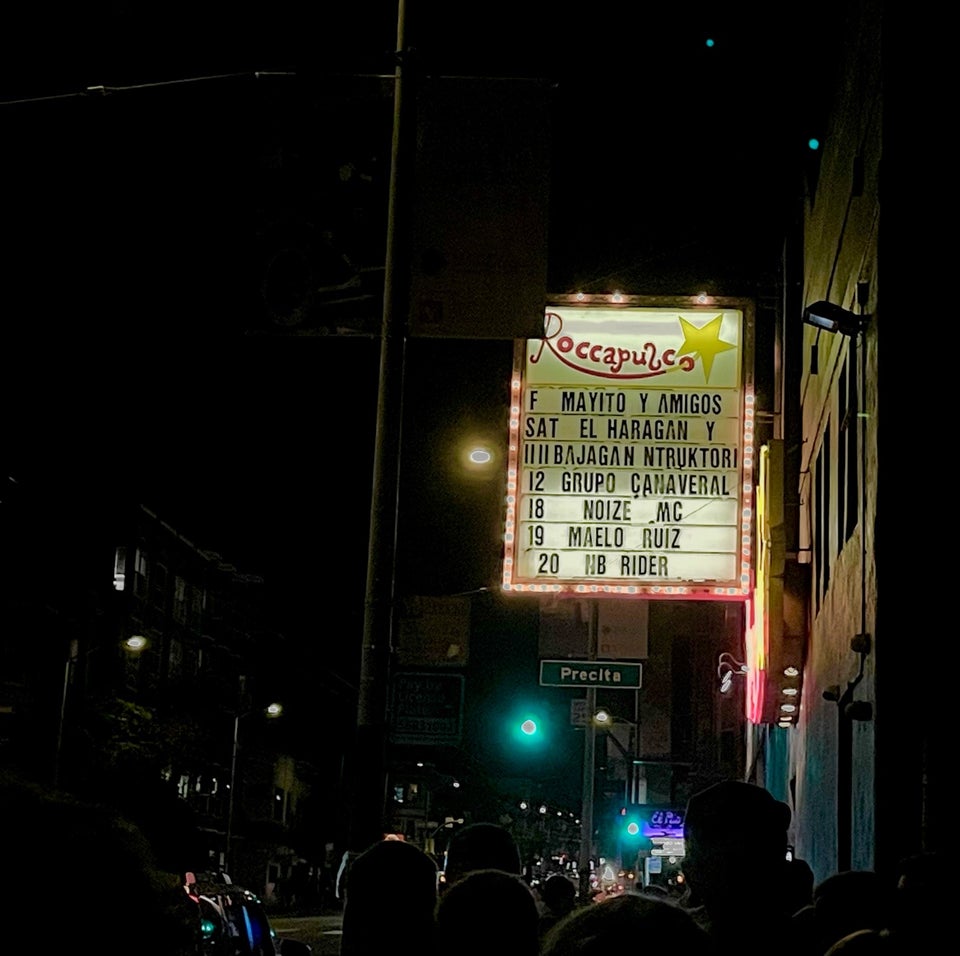 Roccapulco
F MAYITO Y AMIGOS
SAT EL HARAGAN Y
IIII BAJAGAN NTRUKTORI
12 GRUPO CANAVERAL
18 NOIZE MC
19 MAELO RUIZ
20 NB RIDER
Precita